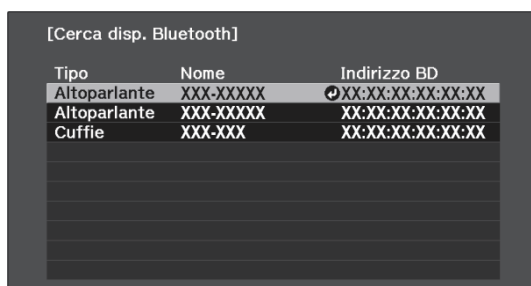 [Cerca disp. Bluetooth]
Tipo Nome Indirizzo BD
Altoparlante XXX-XXXXX XX:XX:XX:XX:XX:XX
Altoparlante XXX-XXXXX XX:XX:XX:XX:XX:XX
Cuffie XXX-XXX XX:XX:XX:XX:XX:XX